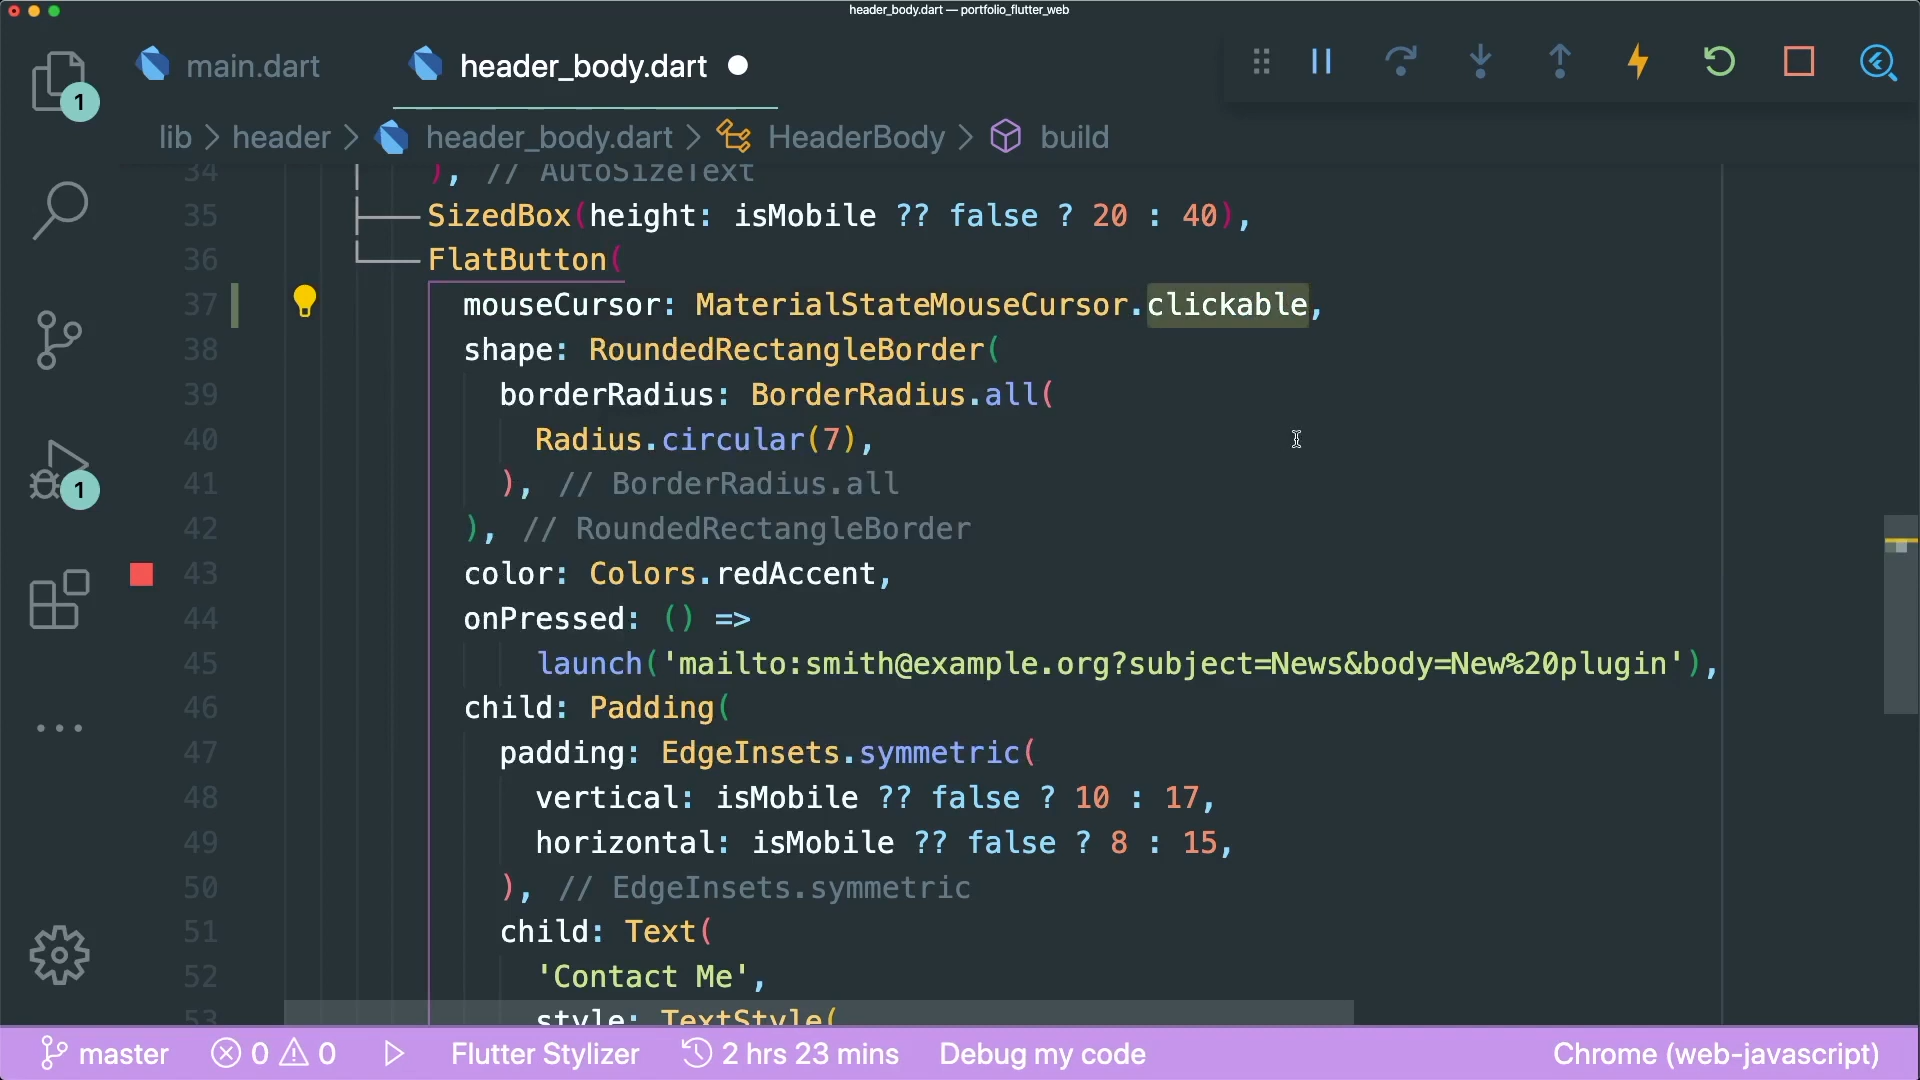 header_body.dart — portfolio_flutter_web
main.dart
header_body.dart
1
lib > header > header_body.dart > HeaderBody > build
34 ), // AutoSizeText
35 SizedBox(height: isMobile ?? false ? 20 : 40),
36 FlatButton(
37 mouseCursor: MaterialStateMouseCursor.clickable,
38 shape: RoundedRectangleBorder(
39 borderRadius: BorderRadius.all(
40 Radius.circular(7),
41 ), // BorderRadius.all
42 ), // RoundedRectangleBorder
43 color: Colors.redAccent,
44 onPressed: () =>
45 launch('mailto:smith@example.org?subject=News&body=New%20plugin'),
46 child: Padding(
47 padding: EdgeInsets.symmetric(
48 vertical: isMobile ?? false ? 10 : 17,
49 horizontal: isMobile ?? false ? 8 : 15,
50 ), // EdgeInsets.symmetric
51 child: Text(
52 'Contact Me',
53 style: TextStyle(
1
master 0 0 Flutter Stylizer 2 hrs 23 mins Debug my code Chrome (web-javascript)